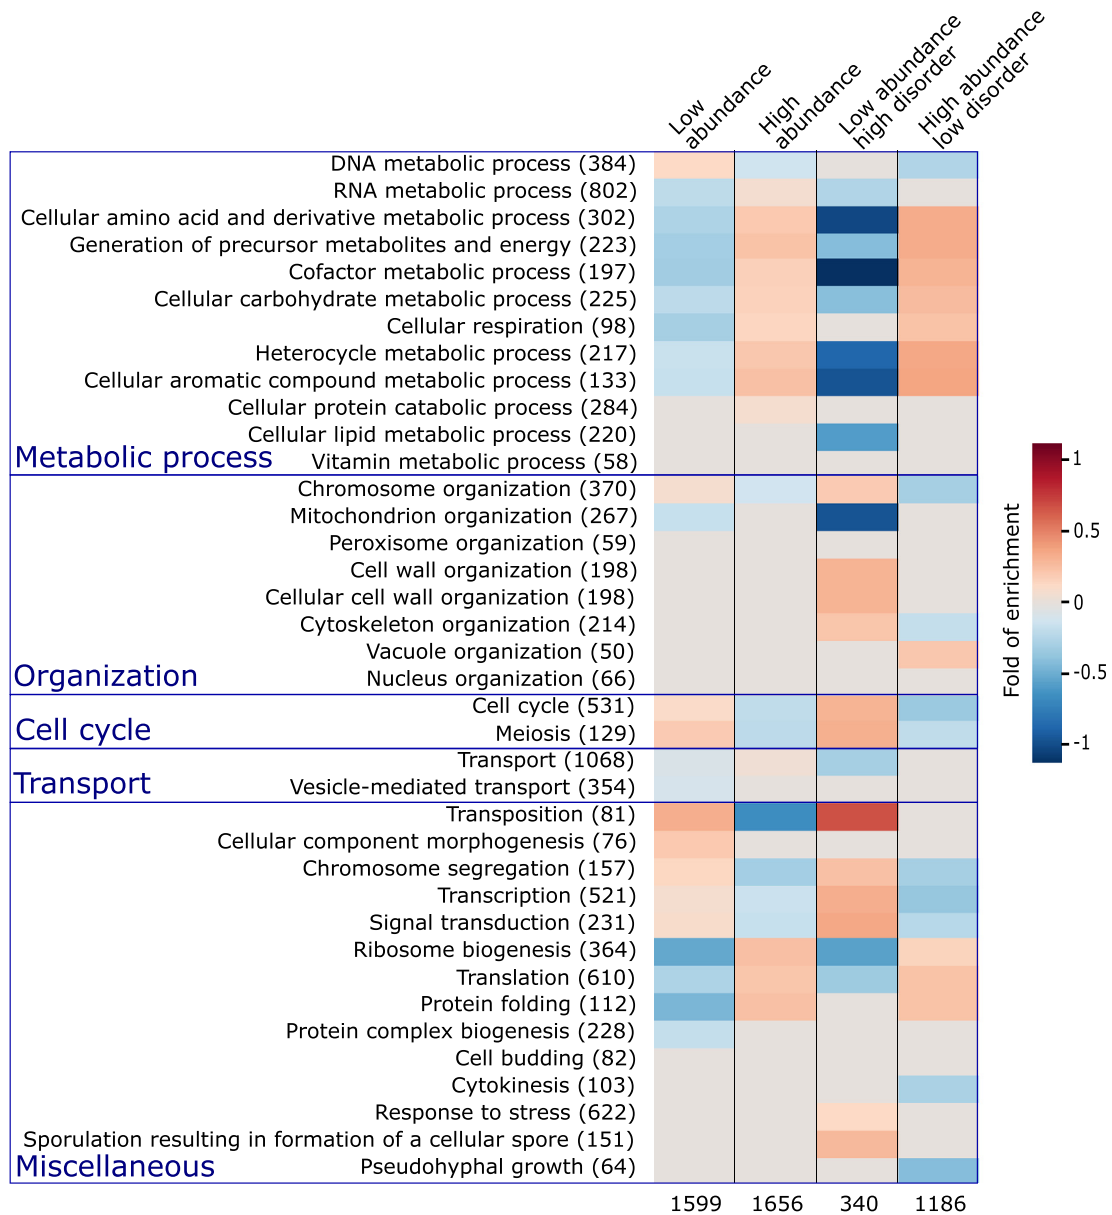 Low
abundance
High
abundance
Low abundance
high disorder
High abundance
low disorder
DNA metabolic process (384)
RNA metabolic process (802)
Cellular amino acid and derivative metabolic process (302)
Generation of precursor metabolites and energy (223)
Cofactor metabolic process (197)
Cellular carbohydrate metabolic process (225)
Cellular respiration (98)
Heterocycle metabolic process (217)
Cellular aromatic compound metabolic process (133)
Cellular protein catabolic process (284)
Cellular lipid metabolic process (220)
Metabolic process
Vitamin metabolic process (58)
Chromosome organization (370)
Mitochondrion organization (267)
Peroxisome organization (59)
Cell wall organization (198)
Cellular cell wall organization (198)
Cytoskeleton organization (214)
Vacuole organization (50)
Organization
Nucleus organization (66)
Cell cycle (531)
Cell cycle
Meiosis (129)
Transport (1068)
Transport
Vesicle-mediated transport (354)
Transposition (81)
Cellular component morphogenesis (76)
Chromosome segregation (157)
Transcription (521)
Signal transduction (231)
Ribosome biogenesis (364)
Translation (610)
Protein folding (112)
Protein complex biogenesis (228)
Cell budding (82)
Cytokinesis (103)
Response to stress (622)
Sporulation resulting in formation of a cellular spore (151)
Miscellaneous
Pseudohyphal growth (64)
1599
1656
340
1186
Fold of enrichment
1
0.5
0
-0.5
-1